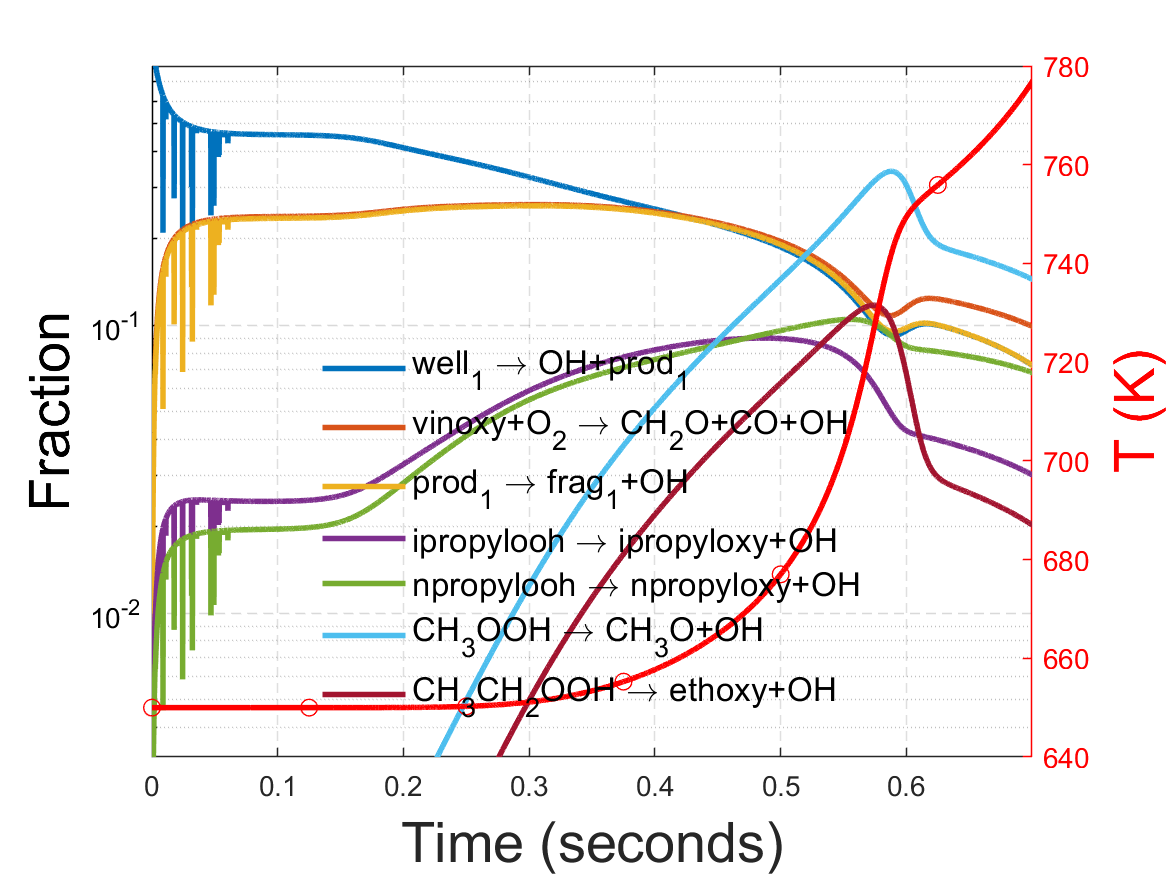 Fraction
10⁻¹
10⁻²
well₁ → OH+prod₁
vinoxy+O₂ → CH₂O+CO+OH
prod₁ → frag₁+OH
ipropylooh → ipropyloxy+OH
npropylooh → npropyloxy+OH
CH₃OOH → CH₃O+OH
CH₃CH₂OOH → ethoxy+OH
780
760
740
720
700
680
660
640
T (K)
0 0.1 0.2 0.3 0.4 0.5 0.6
Time (seconds)